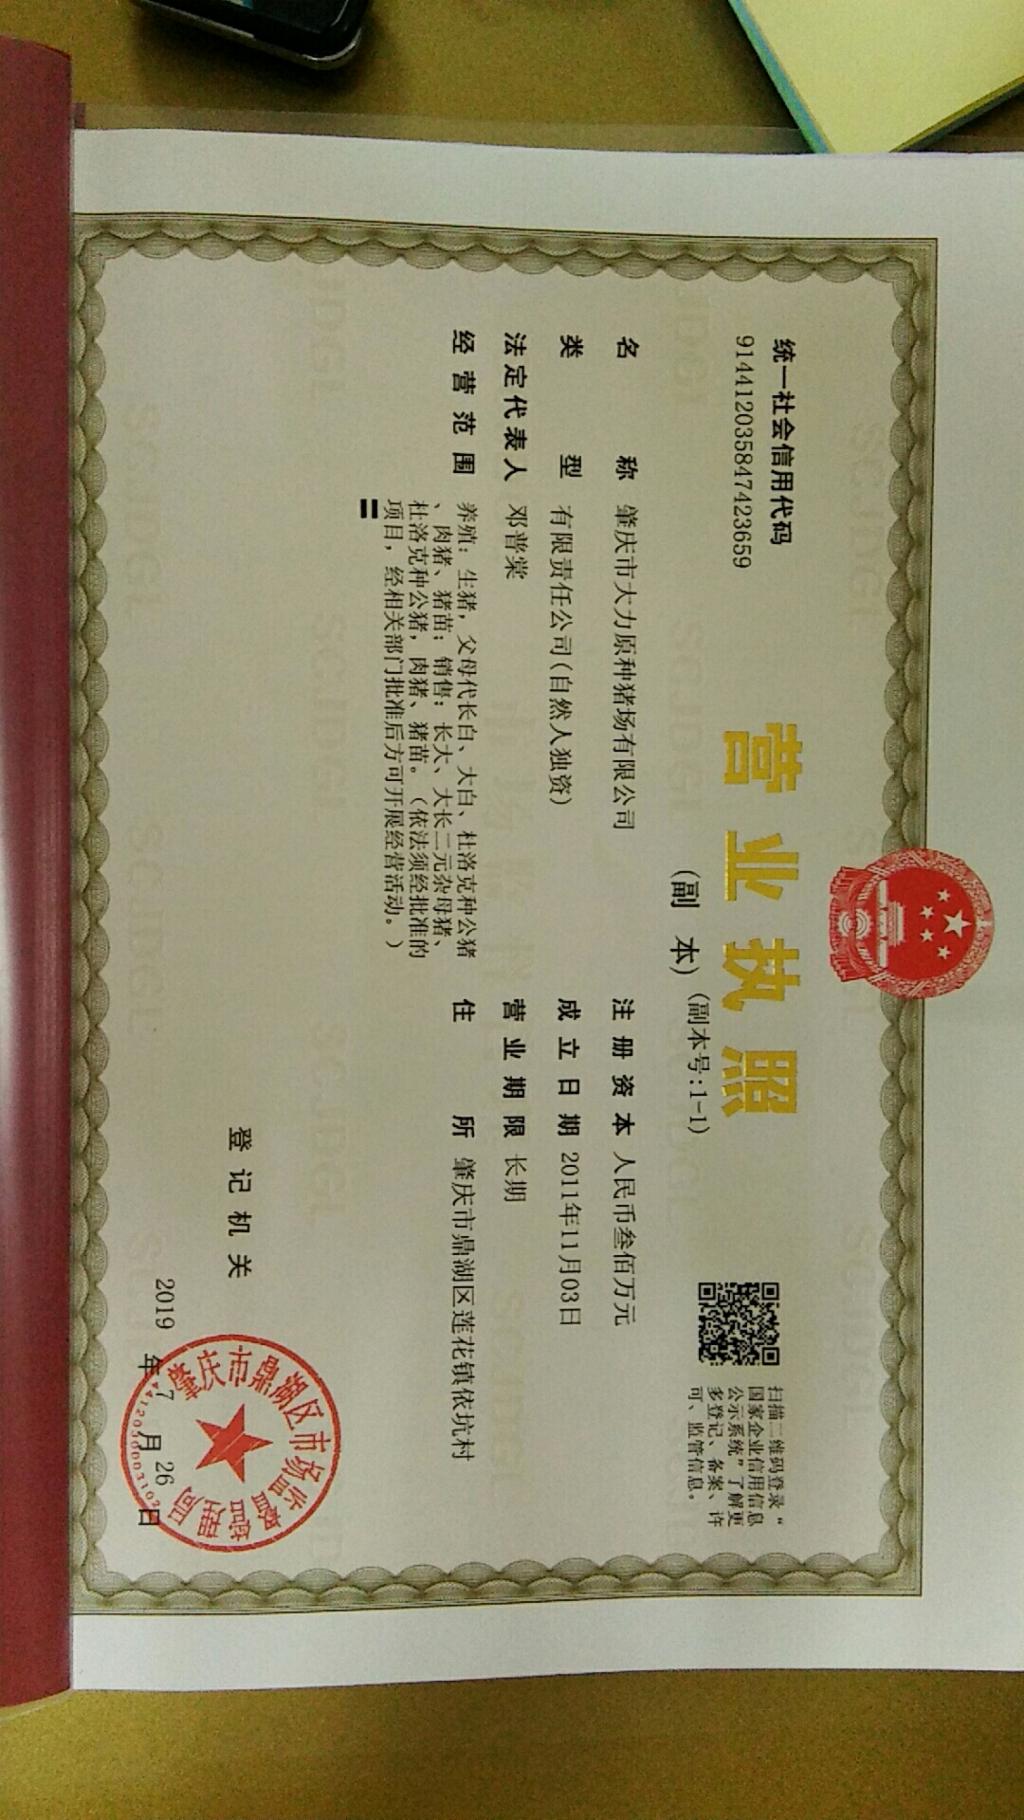 统一社会信用代码
914412035847423659
营业执照
（副 本）（副本号:1-1）
扫描二维码登录“
国家企业信用信息
公示系统”了解更
多登记、备案、许
可、监管信息。
名 称 肇庆市大力原种猪场有限公司
类 型 有限责任公司(自然人独资)
法定代表人 邓普棠
经营范围 养殖：生猪，父母代长白、大白、杜洛克种公猪
、肉猪、猪苗；销售：长大、大长二元杂母猪、
杜洛克种公猪，肉猪、猪苗。（依法须经批准的
项目，经相关部门批准后方可开展经营活动。）
注册资本 人民币叁佰万元
成立日期 2011年11月03日
营业期限 长期
住 所 肇庆市鼎湖区莲花镇依坑村
登记机关
肇庆市鼎湖区市场监督管理局
2019 年 7 月 26 日